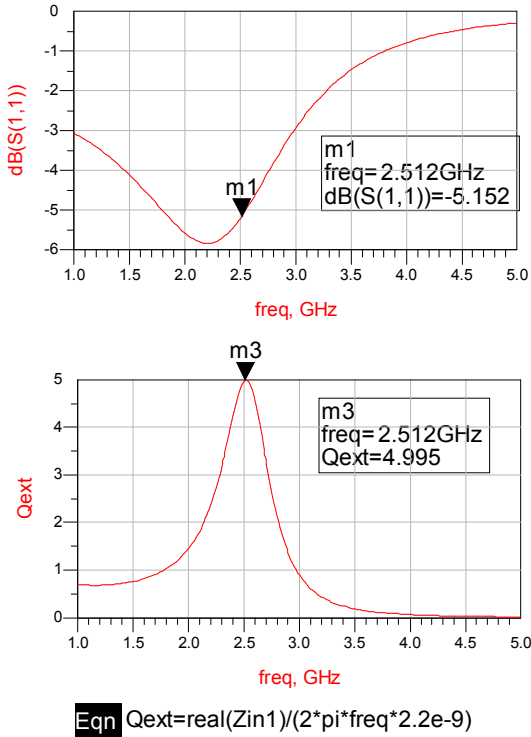 0
-1
-2
-3
-4
-5
-6
dB(S(1,1))
m1
m1
freq=2.512GHz
dB(S(1,1))=-5.152
1.0 1.5 2.0 2.5 3.0 3.5 4.0 4.5 5.0
freq, GHz
m3
5
4
3
2
1
0
Qext
m3
freq=2.512GHz
Qext=4.995
1.0 1.5 2.0 2.5 3.0 3.5 4.0 4.5 5.0
freq, GHz
Eqn Qext=real(Zin1)/(2*pi*freq*2.2e-9)